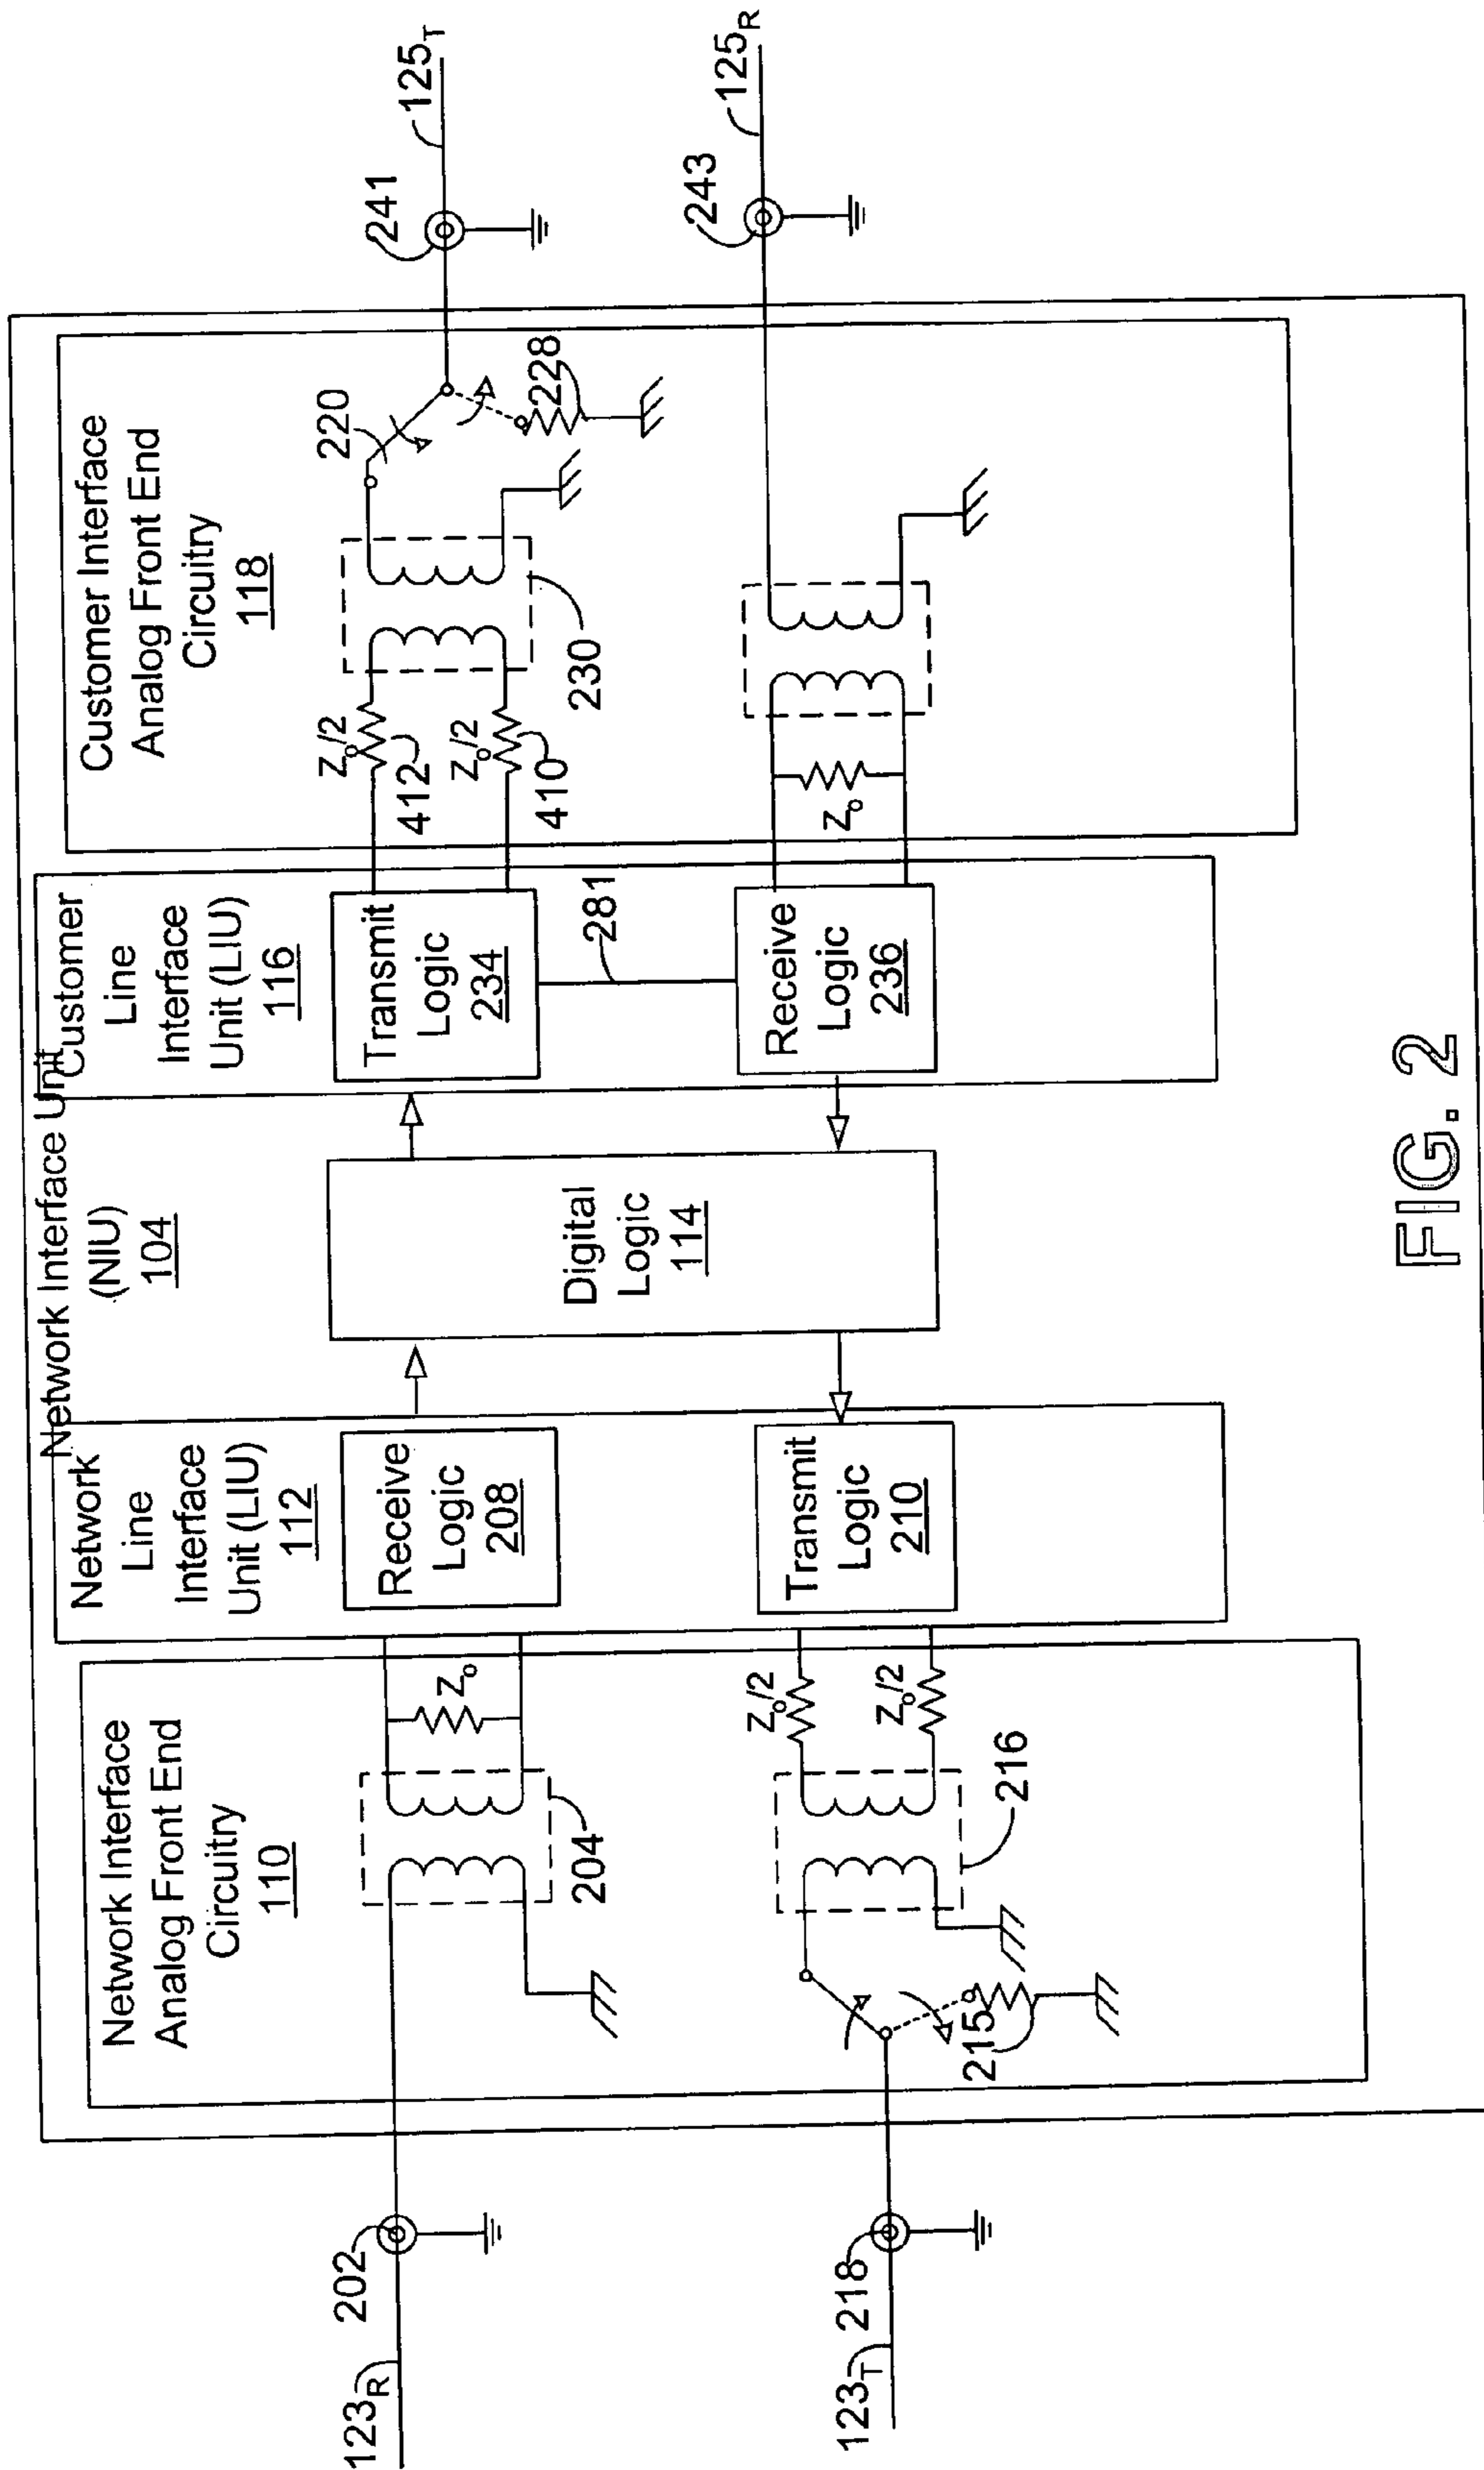 Network Interface Unit
(NIU)
104
Network Interface
Analog Front End
Circuitry
110
Network
Line
Interface
Unit (LIU)
112
Customer
Line
Interface
Unit (LIU)
116
Customer Interface
Analog Front End
Circuitry
118
123R
202
204
Zo
Receive
Logic
208
Digital
Logic
114
Transmit
Logic
234
Zo/2
412
Zo/2
410
230
220
228
241
125T
123T
218
215
216
Zo/2
Zo/2
Transmit
Logic
210
281
Receive
Logic
236
Zo
243
125R
FIG. 2